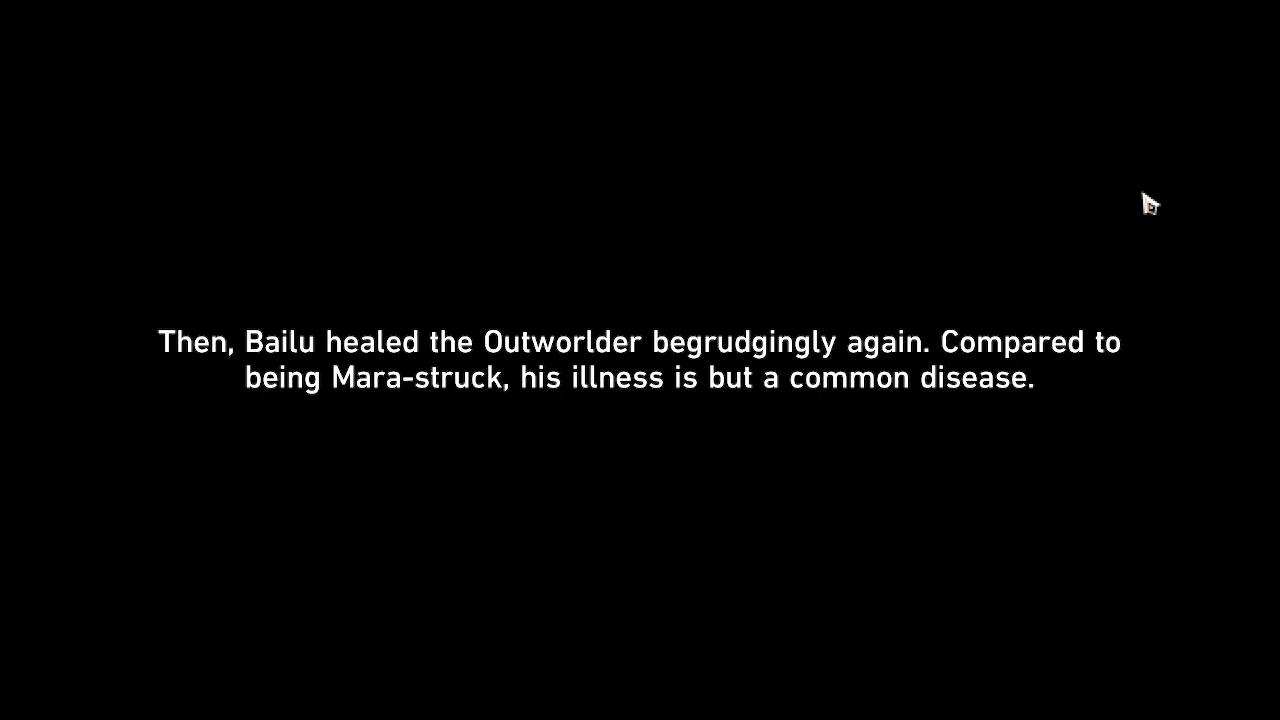 Then, Bailu healed the Outworlder begrudgingly again. Compared to
being Mara-struck, his illness is but a common disease.